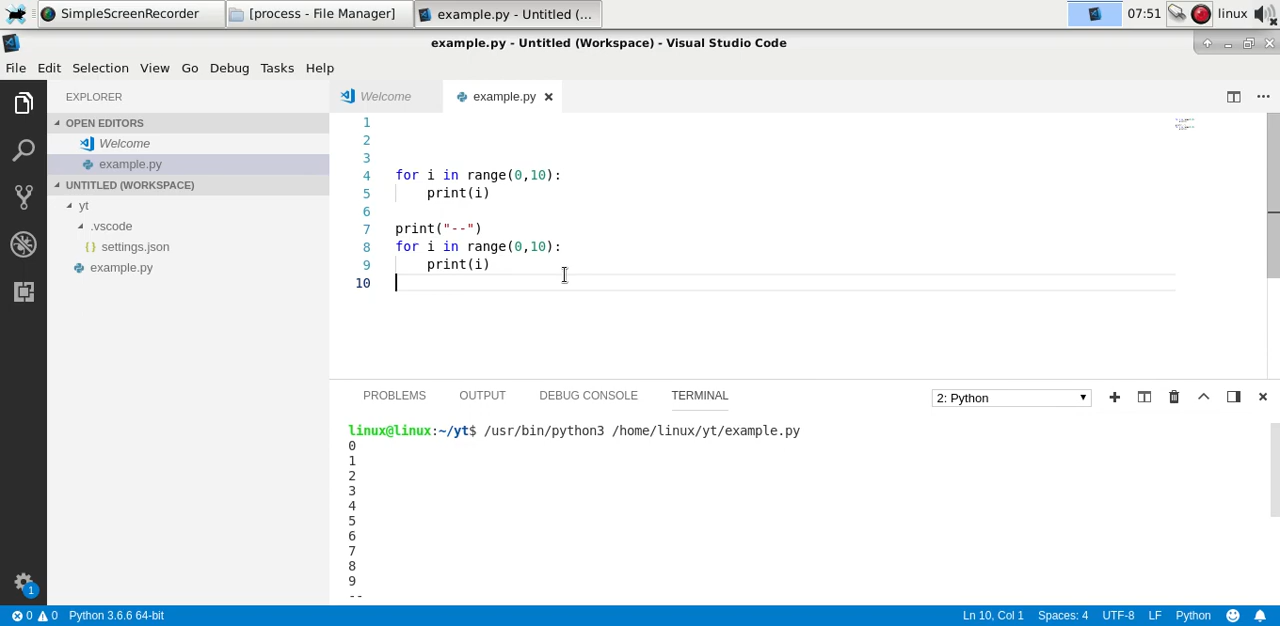 SimpleScreenRecorder [process - File Manager] example.py - Untitled (... 07:51 linux
example.py - Untitled (Workspace) - Visual Studio Code
File Edit Selection View Go Debug Tasks Help
EXPLORER
OPEN EDITORS
Welcome
example.py
UNTITLED (WORKSPACE)
yt
.vscode
{ } settings.json
example.py
Welcome example.py
1
2
3
4 for i in range(0,10):
5 print(i)
6
7 print("--")
8 for i in range(0,10):
9 print(i)
10
PROBLEMS OUTPUT DEBUG CONSOLE TERMINAL 2: Python
linux@linux:~/yt$ /usr/bin/python3 /home/linux/yt/example.py
0
1
2
3
4
5
6
7
8
9
--
1
0 0 Python 3.6.6 64-bit Ln 10, Col 1 Spaces: 4 UTF-8 LF Python